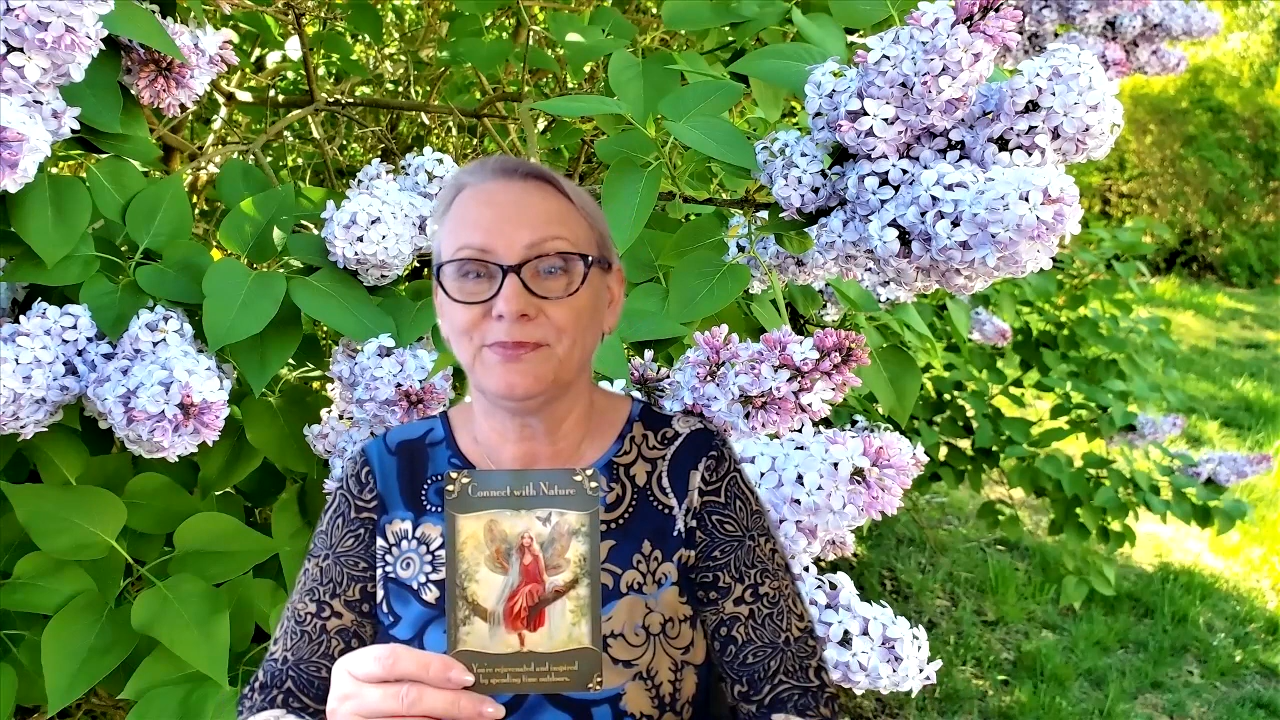 Connect with Nature
You're rejuvenated and inspired
by spending time outdoors.